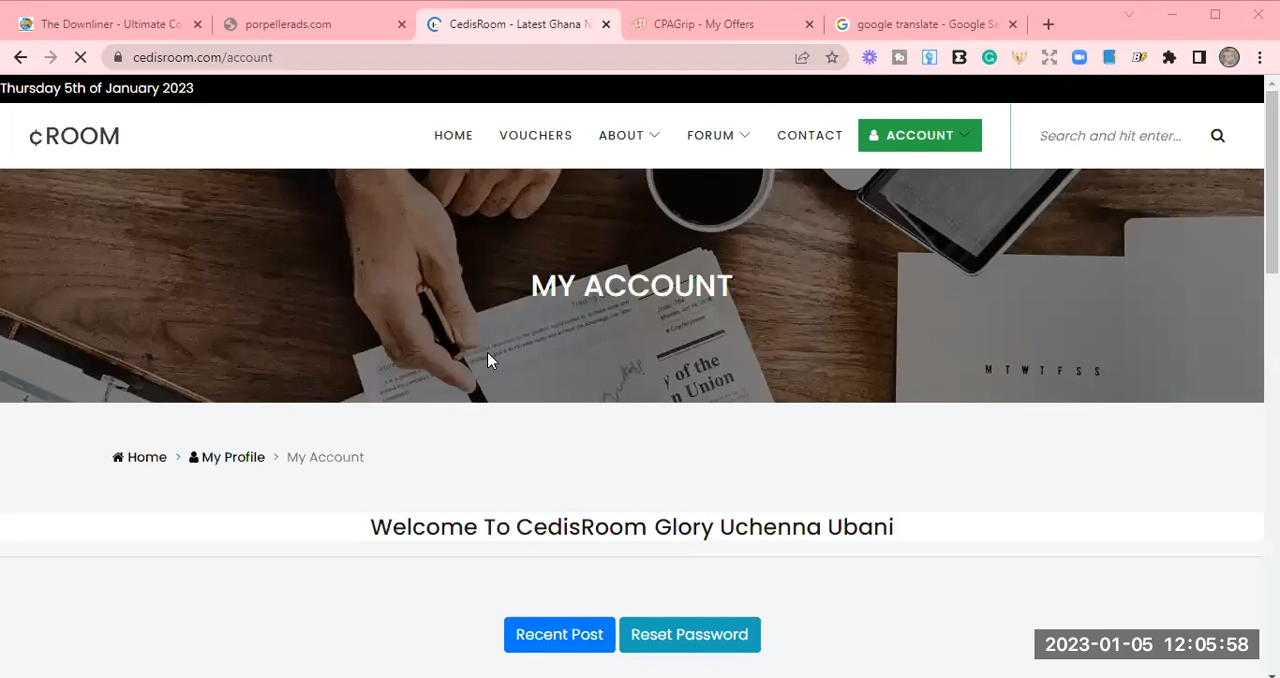 The Downliner - Ultimate Co
porpellerads.com
CedisRoom - Latest Ghana N
CPAGrip - My Offers
google translate - Google Se
cedisroom.com/account
Thursday 5th of January 2023
¢ROOM
HOME
VOUCHERS
ABOUT
FORUM
CONTACT
ACCOUNT
Search and hit enter...
MY ACCOUNT
y of the
n Union
M T W T F S S
Home > My Profile > My Account
Welcome To CedisRoom Glory Uchenna Ubani
Recent Post
Reset Password
2023-01-05 12:05:58